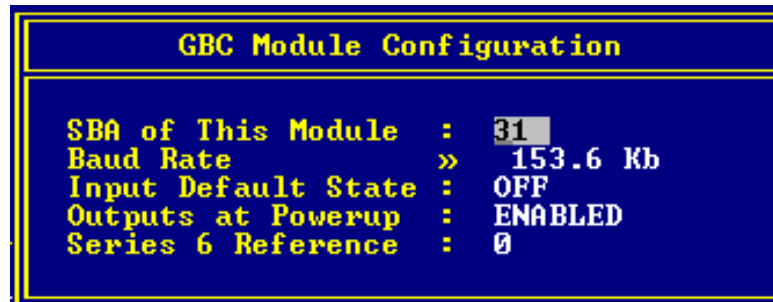 GBC Module Configuration
SBA of This Module : 31
Baud Rate » 153.6 Kb
Input Default State : OFF
Outputs at Powerup : ENABLED
Series 6 Reference : 0